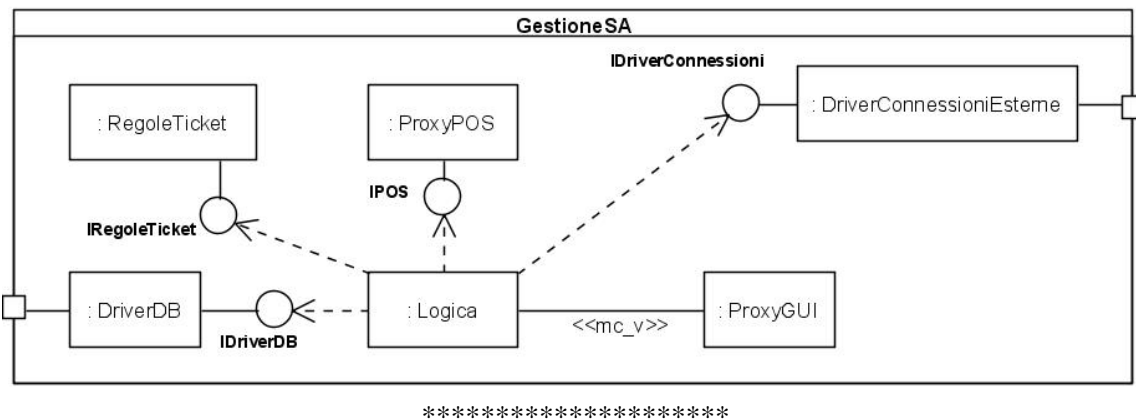 GestioneSA
IDriverConnessioni
: RegoleTicket
: ProxyPOS
: DriverConnessioniEsterne
IPOS
IRegoleTicket
: DriverDB
: Logica
<<mc_v>>
: ProxyGUI
IDriverDB
*********************